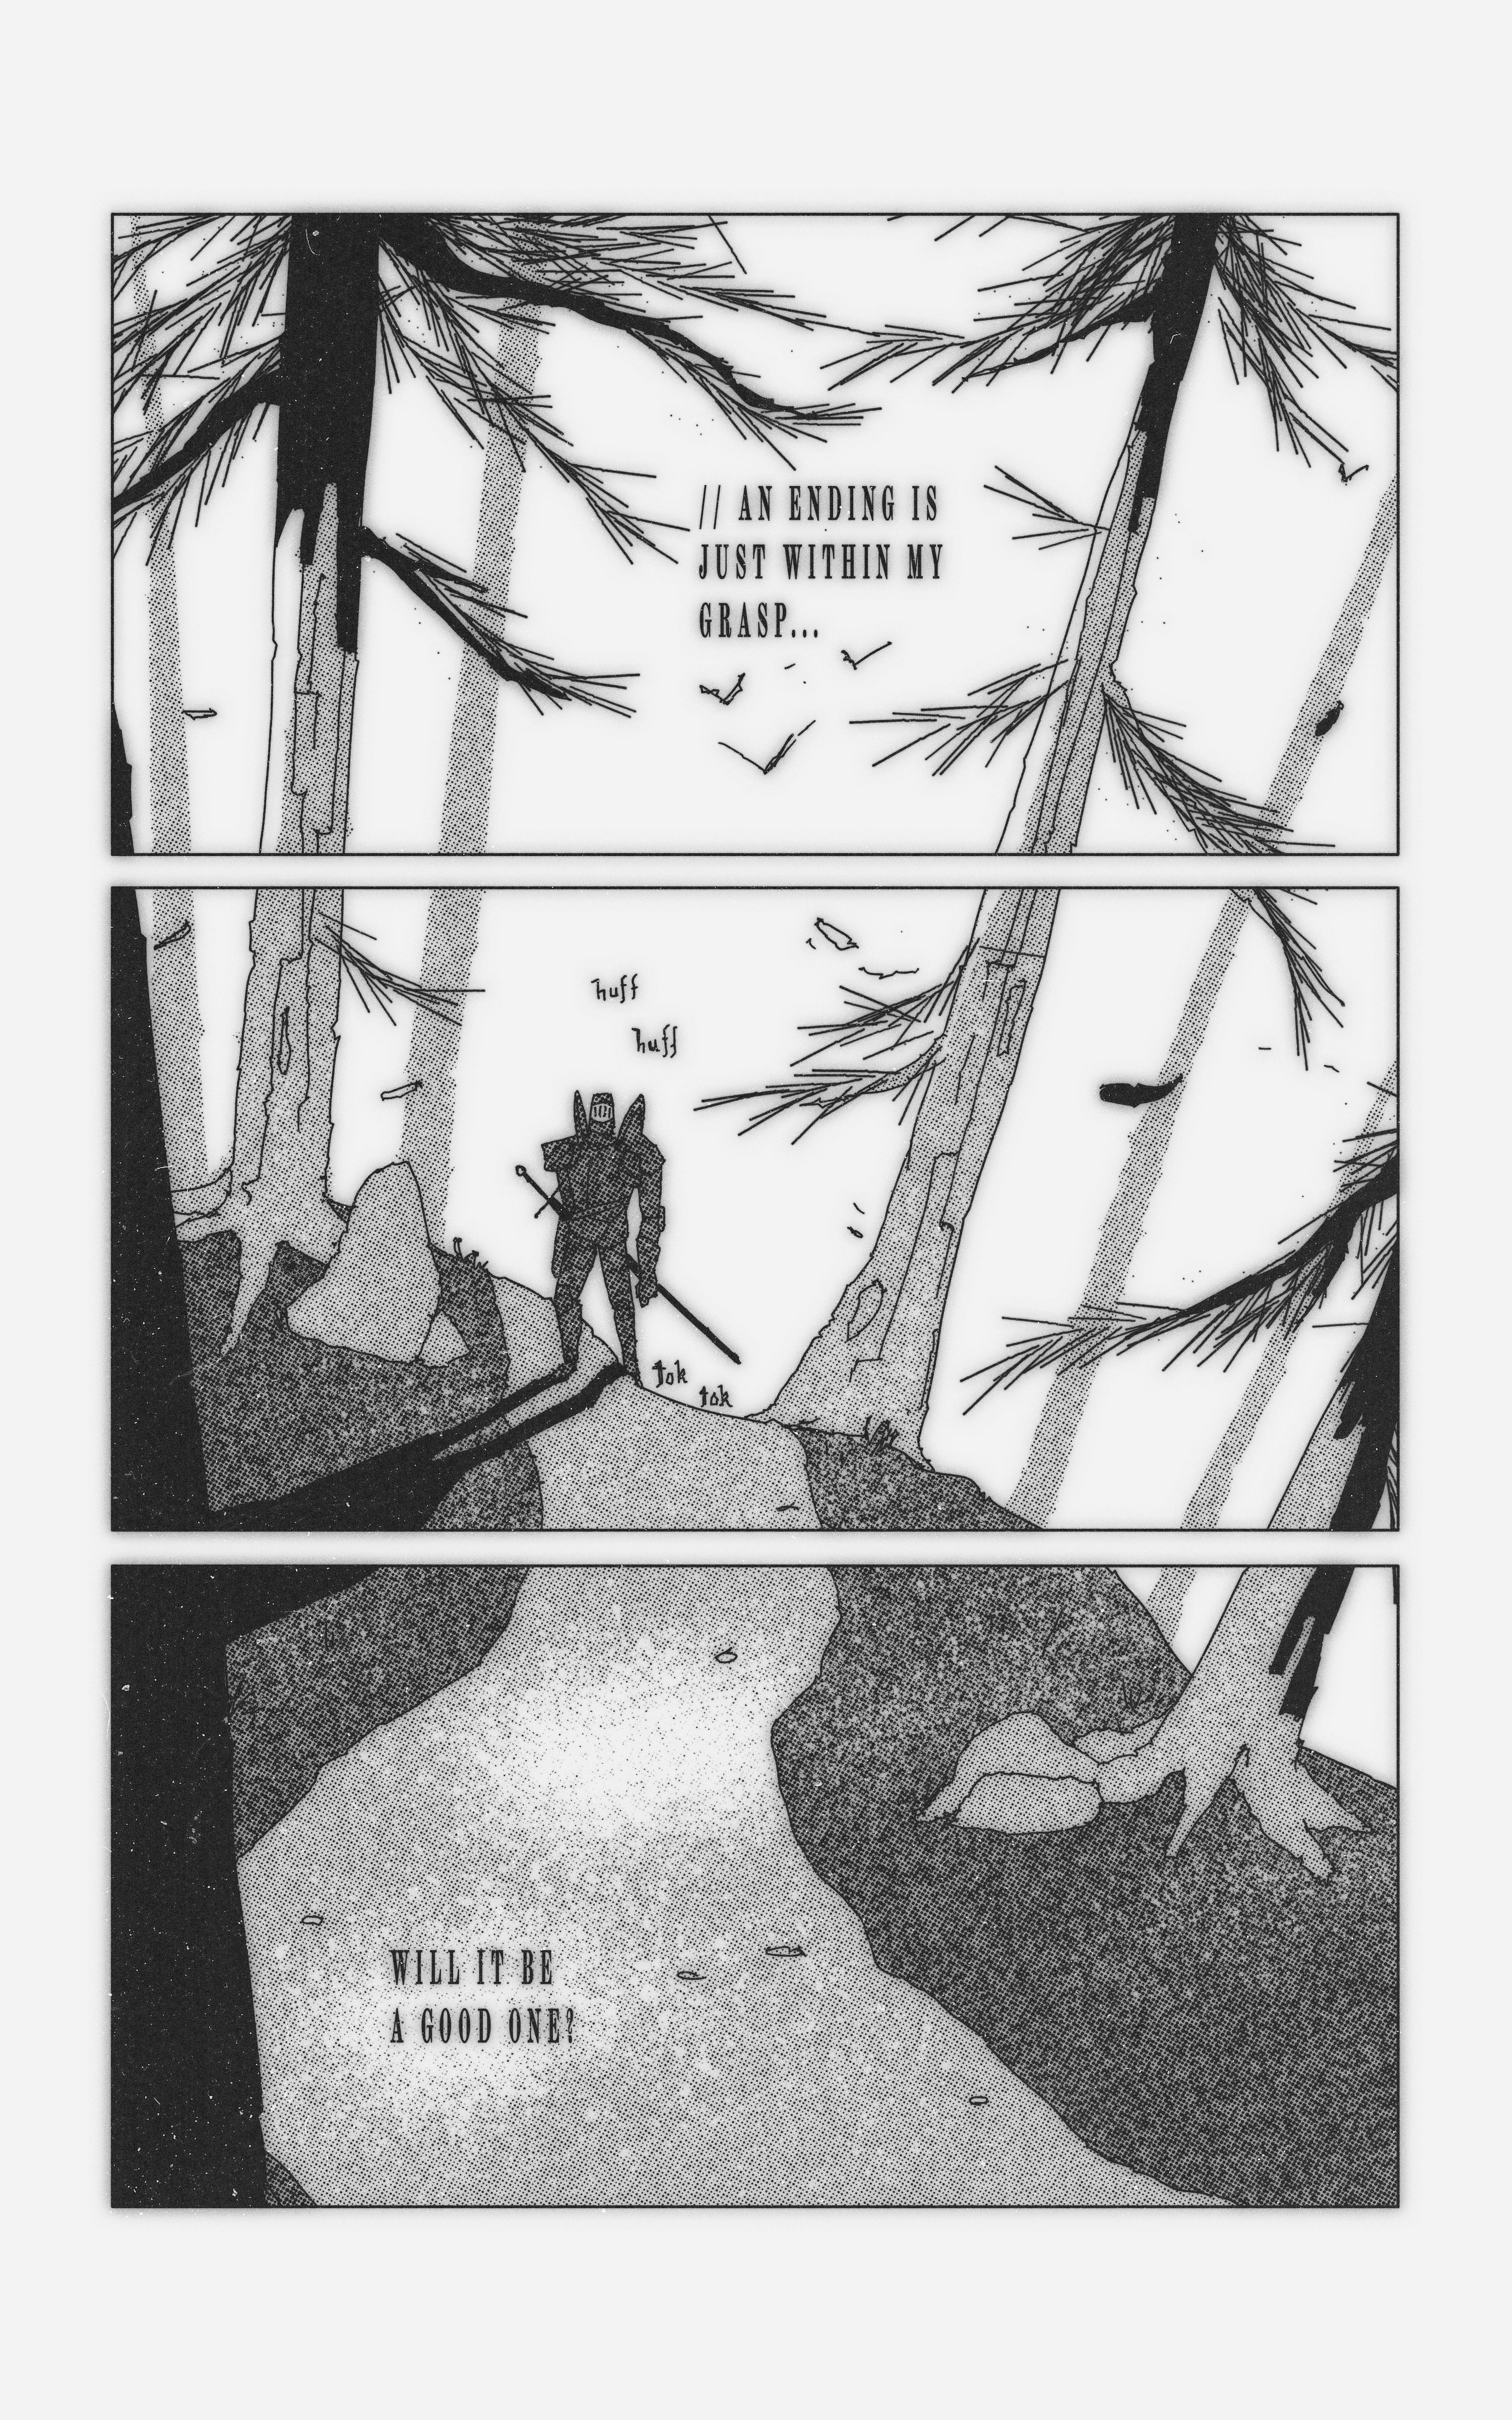 // AN ENDING IS
JUST WITHIN MY
GRASP...
huff
huff
tok
tok
WILL IT BE
A GOOD ONE?